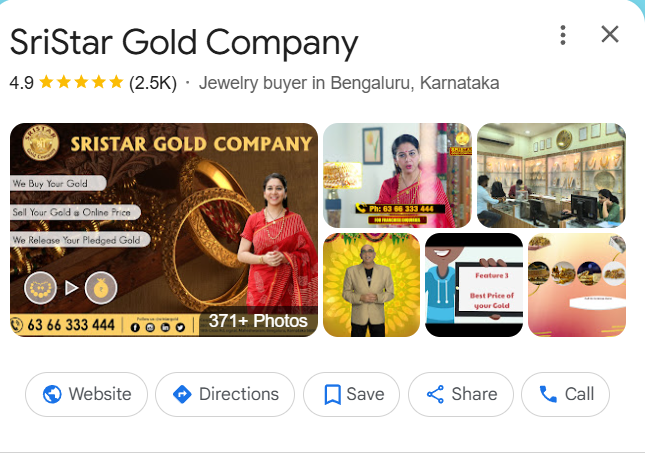 SriStar Gold Company
4.9 ★★★★★ (2.5K) · Jewelry buyer in Bengaluru, Karnataka
SRISTAR
SRISTAR GOLD COMPANY
We Buy Your Gold
Sell Your Gold @ Online Price
We Release Your Pledged Gold
63 66 333 444
371+ Photos
Ph: 63 66 333 444
Feature 3
Best Price of
your Gold
Website
Directions
Save
Share
Call